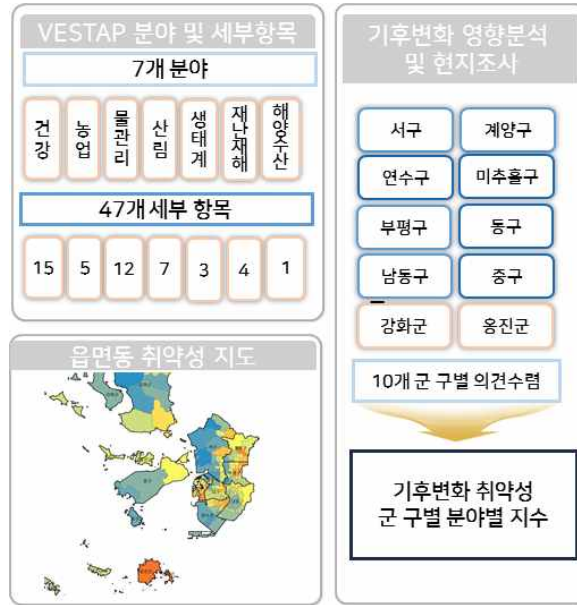 VESTAP 분야 및 세부항목
7개 분야
건강
농업
물관리
산림
생태계
재난재해
해양수산
47개 세부 항목
15 5 12 7 3 4 1
읍면동 취약성 지도
기후변화 영향분석
및 현지조사
서구 계양구
연수구 미추홀구
부평구 동구
남동구 중구
강화군 옹진군
10개 군 구별 의견수렴
기후변화 취약성
군 구별 분야별 지수